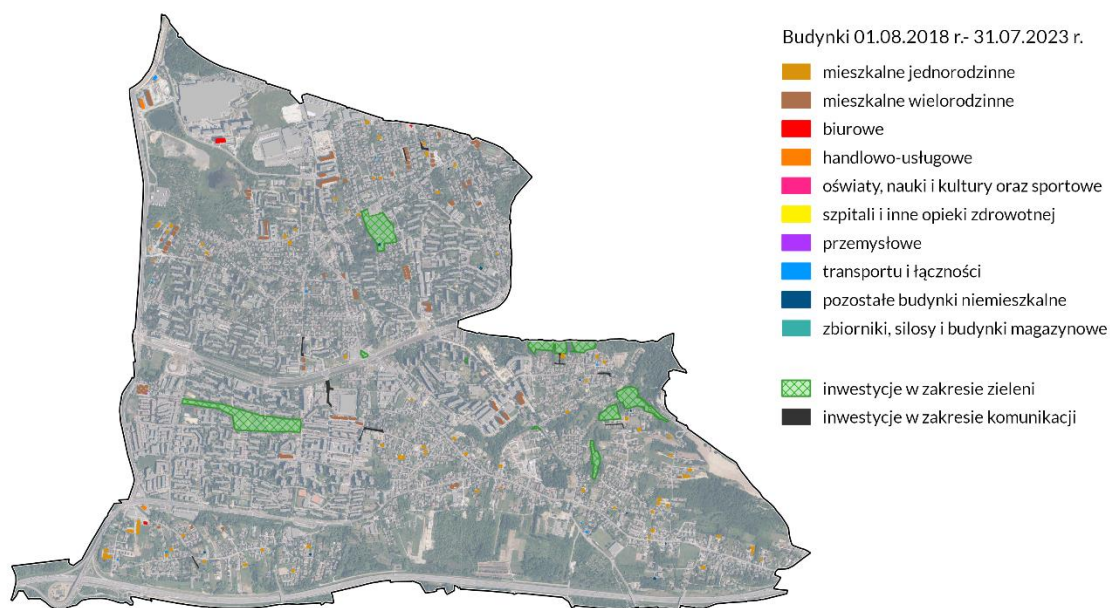 Budynki 01.08.2018 r.- 31.07.2023 r.
mieszkalne jednorodzinne
mieszkalne wielorodzinne
biurowe
handlowo-usługowe
oświaty, nauki i kultury oraz sportowe
szpitali i inne opieki zdrowotnej
przemysłowe
transportu i łączności
pozostałe budynki niemieszkalne
zbiorniki, silosy i budynki magazynowe
inwestycje w zakresie zieleni
inwestycje w zakresie komunikacji